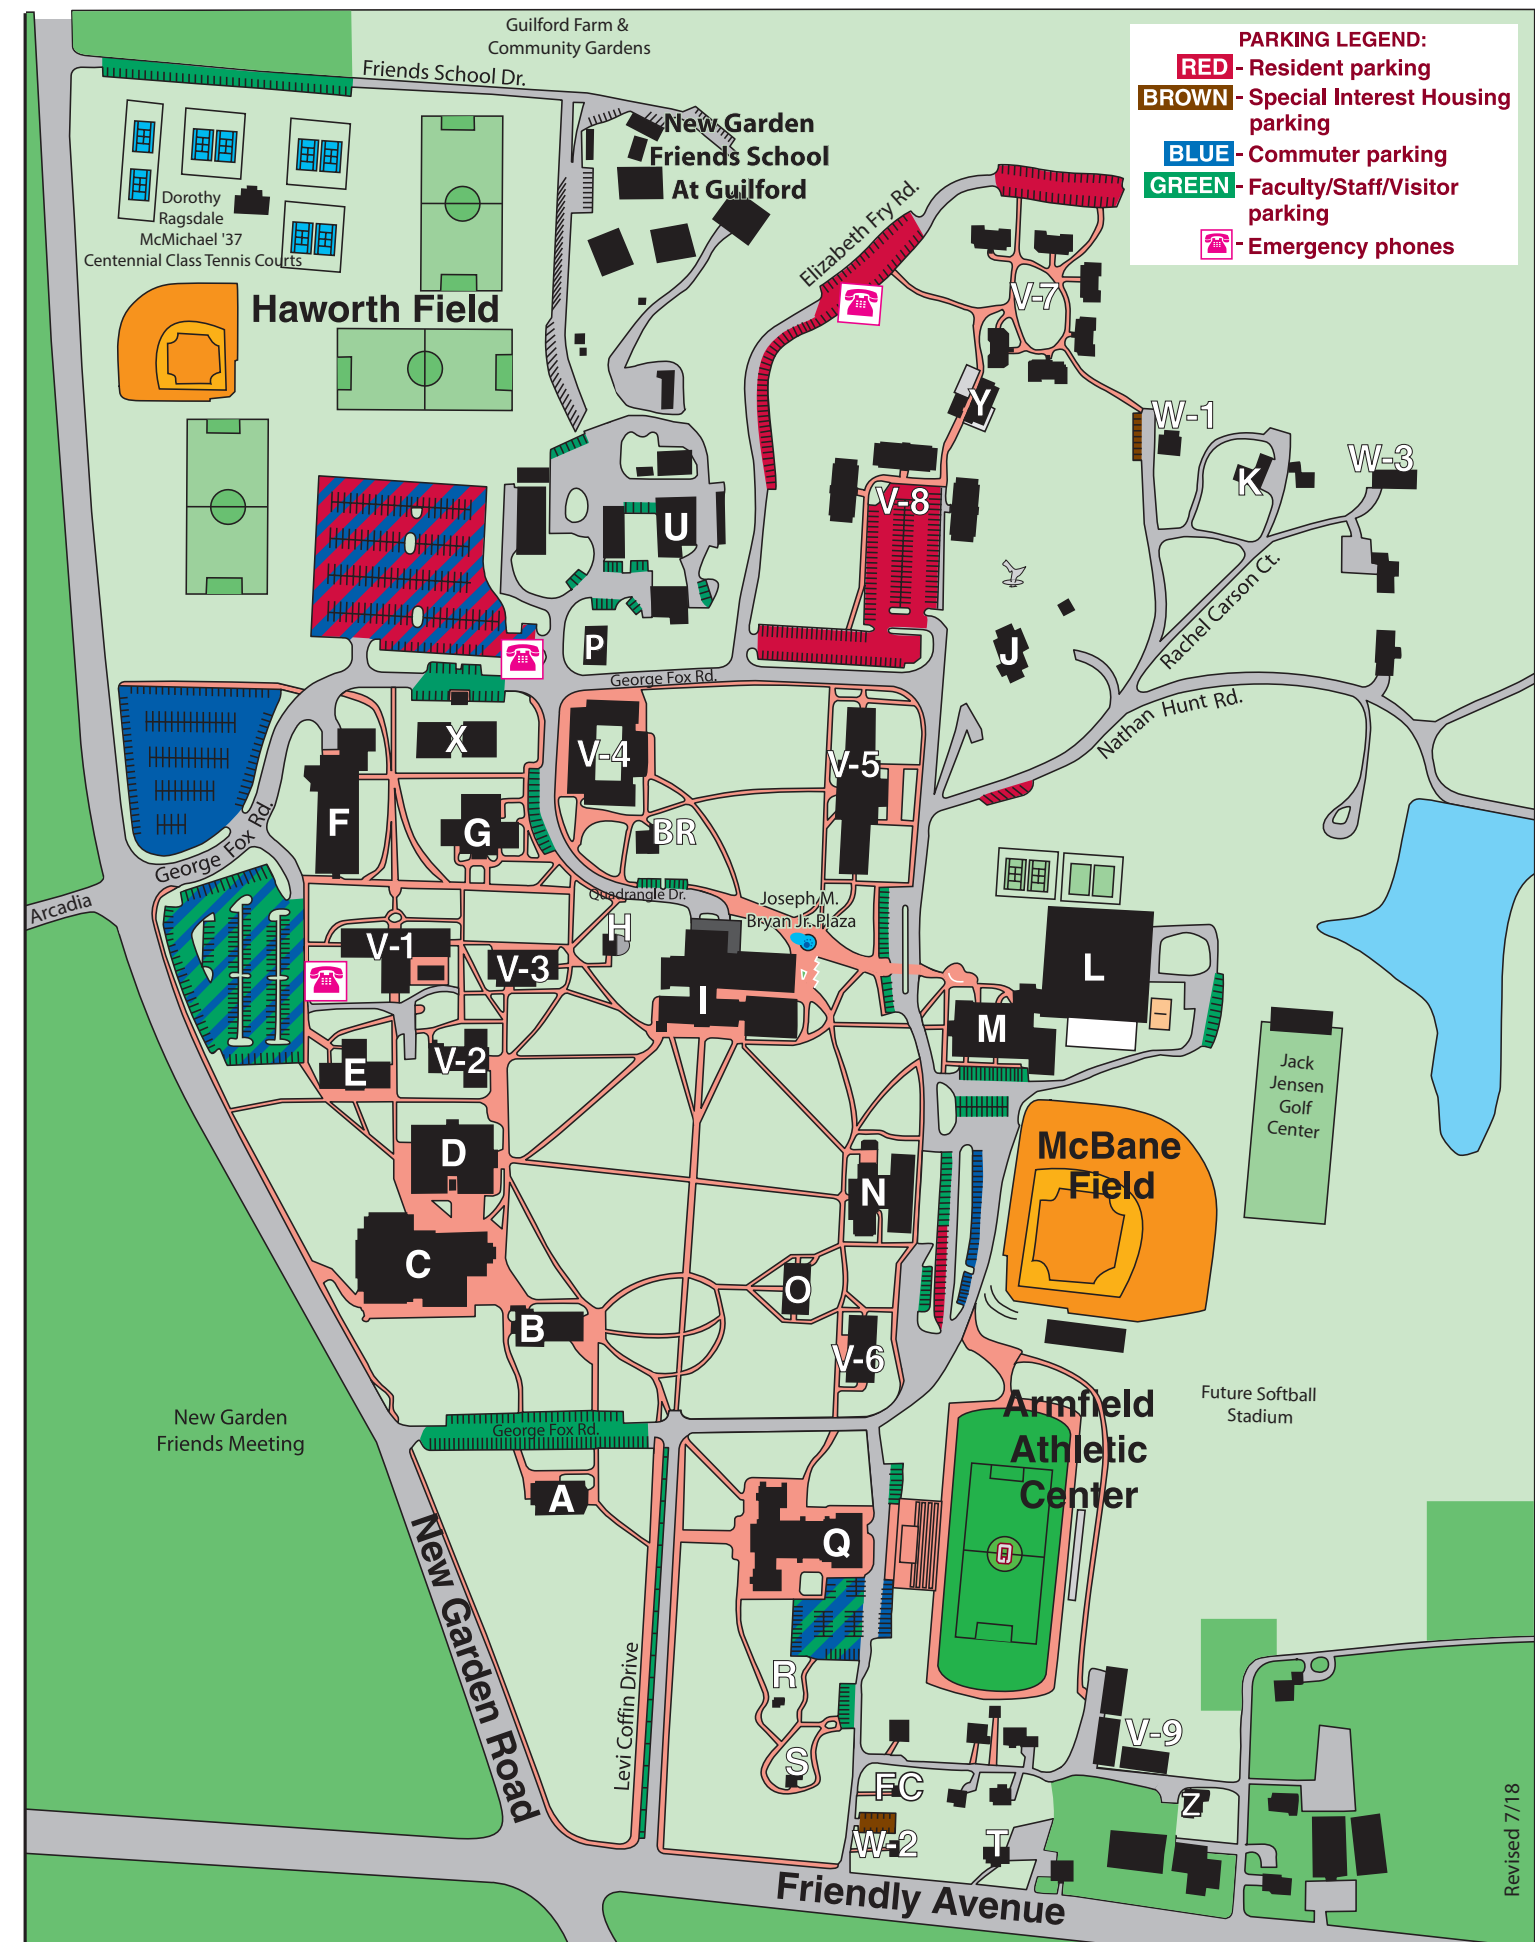 Guilford Farm &
Community Gardens
PARKING LEGEND:
RED - Resident parking
BROWN - Special Interest Housing
parking
BLUE - Commuter parking
GREEN - Faculty/Staff/Visitor
parking
- Emergency phones
Friends School Dr.
New Garden
Friends School
At Guilford
Dorothy
Ragsdale
McMichael '37
Centennial Class Tennis Courts
Haworth Field
Elizabeth Fry Rd.
V-7
Y
W-1
W-3
K
V-8
U
P
J
Rachel Carson Ct.
George Fox Rd.
Nathan Hunt Rd.
X
V-4
V-5
F
G
BR
George Fox Rd.
Arcadia
Quadrangle Dr.
Joseph M.
Bryan Jr. Plaza
H
V-1
V-3
I
L
M
E
V-2
Jack
Jensen
Golf
Center
D
McBane
Field
N
C
O
B
V-6
Armfield
Athletic
Center
Future Softball
Stadium
New Garden
Friends Meeting
George Fox Rd.
A
Q
New Garden Road
Levi Coffin Drive
R
S
V-9
FC
Z
W-2
T
Friendly Avenue
Revised 7/18